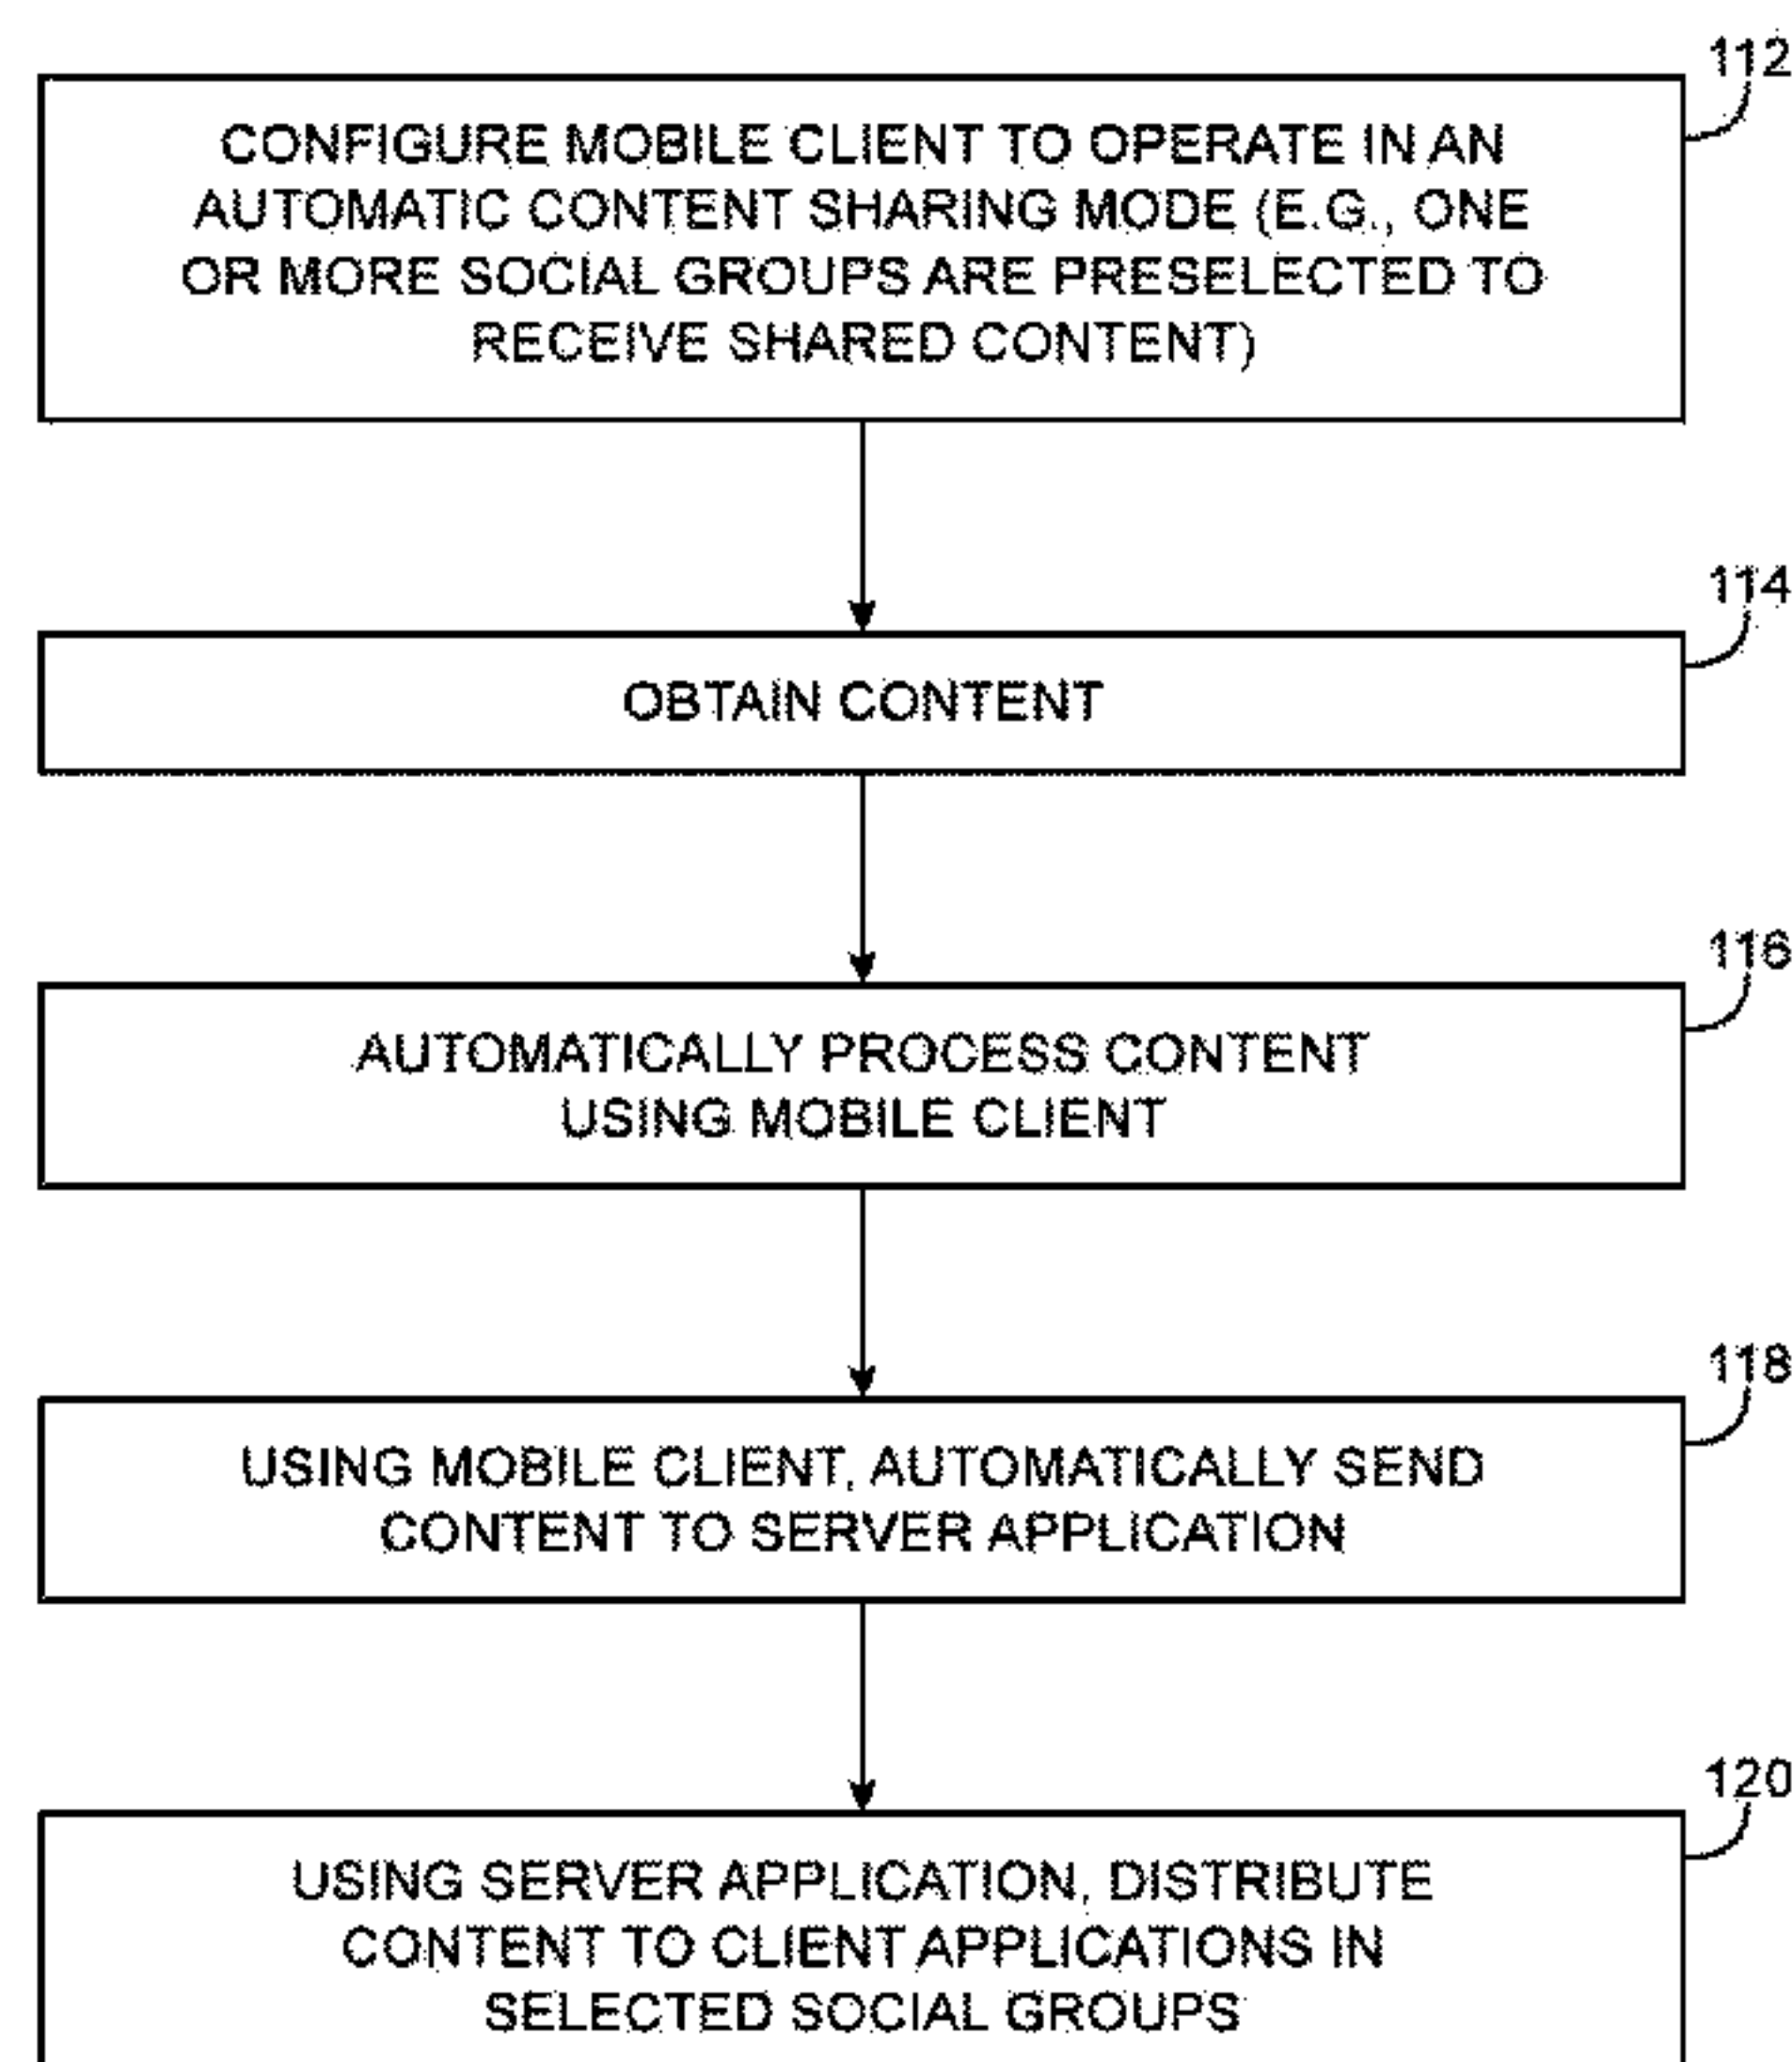 112
CONFIGURE MOBILE CLIENT TO OPERATE IN AN
AUTOMATIC CONTENT SHARING MODE (E.G., ONE
OR MORE SOCIAL GROUPS ARE PRESELECTED TO
RECEIVE SHARED CONTENT)
114
OBTAIN CONTENT
116
AUTOMATICALLY PROCESS CONTENT
USING MOBILE CLIENT
118
USING MOBILE CLIENT, AUTOMATICALLY SEND
CONTENT TO SERVER APPLICATION
120
USING SERVER APPLICATION, DISTRIBUTE
CONTENT TO CLIENT APPLICATIONS IN
SELECTED SOCIAL GROUPS